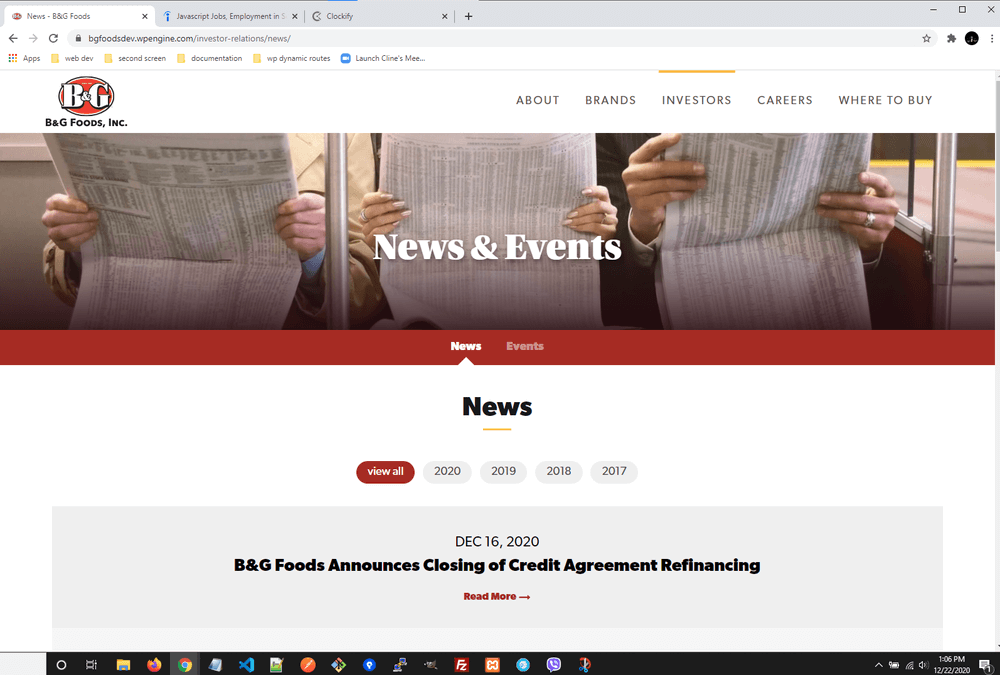 News - B&G Foods
Javascript Jobs, Employment in S
Clockify
bgfoodsdev.wpengine.com/investor-relations/news/
Apps
web dev
second screen
documentation
wp dynamic routes
Launch Cline's Mee...
B&G
B&G FOODS, INC.
ABOUT
BRANDS
INVESTORS
CAREERS
WHERE TO BUY
News & Events
News
Events
News
view all
2020
2019
2018
2017
DEC 16, 2020
B&G Foods Announces Closing of Credit Agreement Refinancing
Read More →
1:06 PM
12/22/2020
1